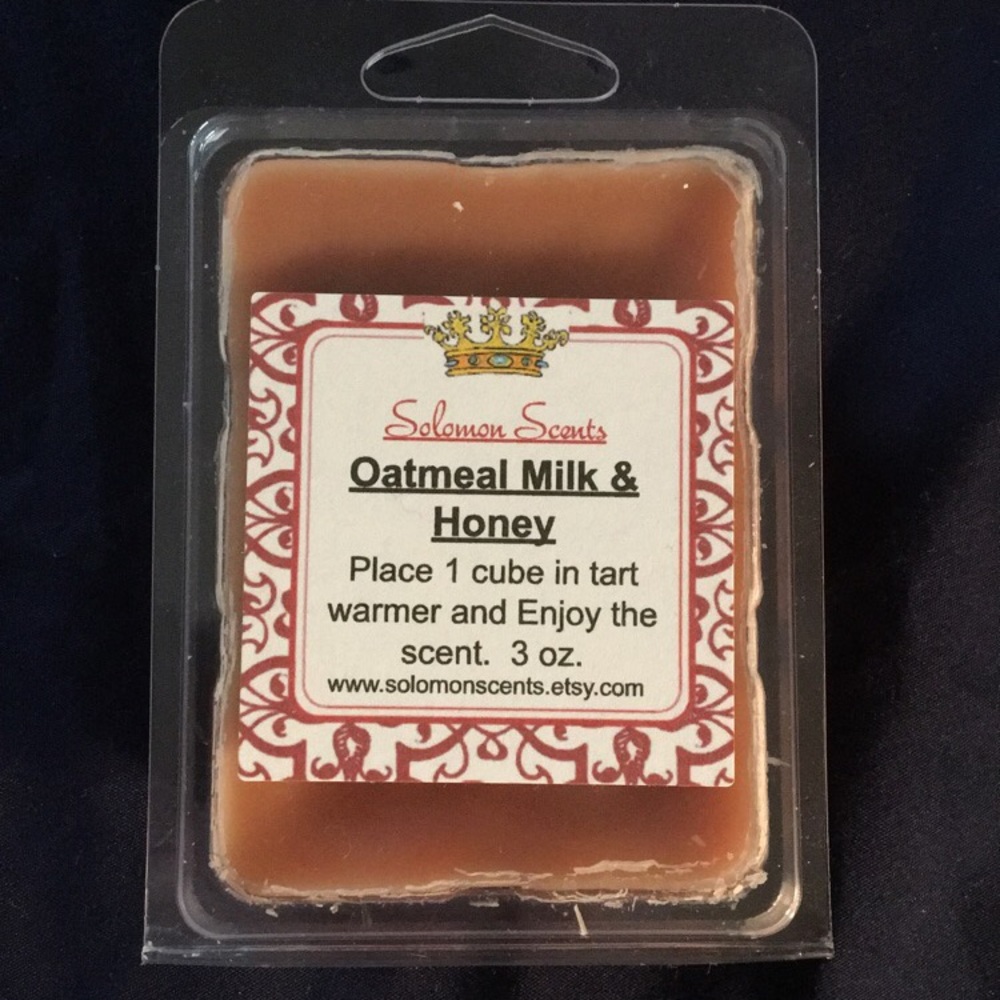 Solomon Scents
Oatmeal Milk &
Honey
Place 1 cube in tart
warmer and Enjoy the
scent.  3 oz.
www.solomonscents.etsy.com